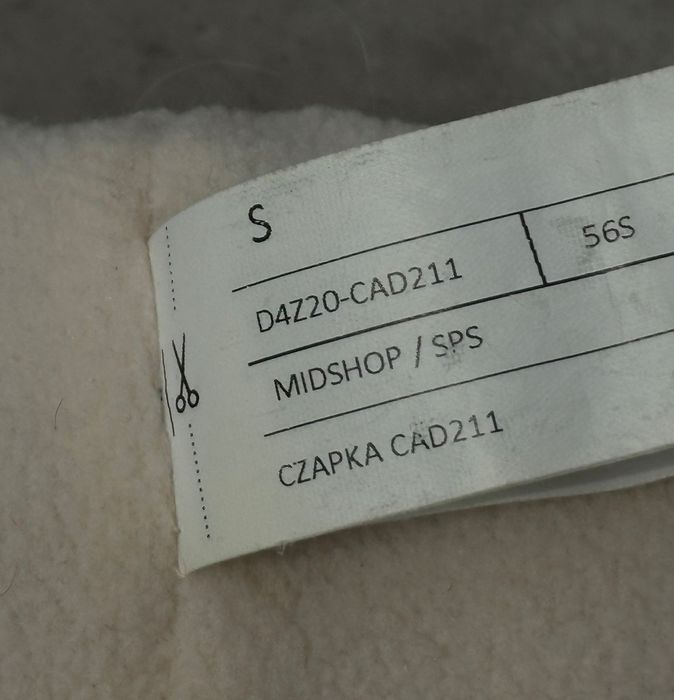 S
D4Z20-CAD211 56S
MIDSHOP / SPS
CZAPKA CAD211